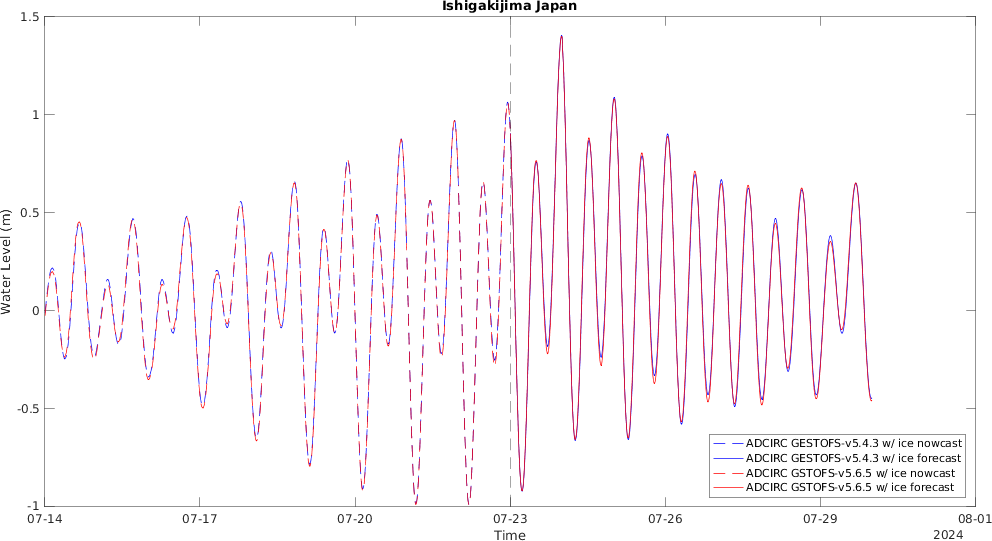 Ishigakijima Japan
Water Level (m)
1.5
1
0.5
0
-0.5
-1
ADCIRC GESTOFS-v5.4.3 w/ ice nowcast
ADCIRC GESTOFS-v5.4.3 w/ ice forecast
ADCIRC GSTOFS-v5.6.5 w/ ice nowcast
ADCIRC GSTOFS-v5.6.5 w/ ice forecast
07-14 07-17 07-20 07-23 07-26 07-29 08-01
Time
2024